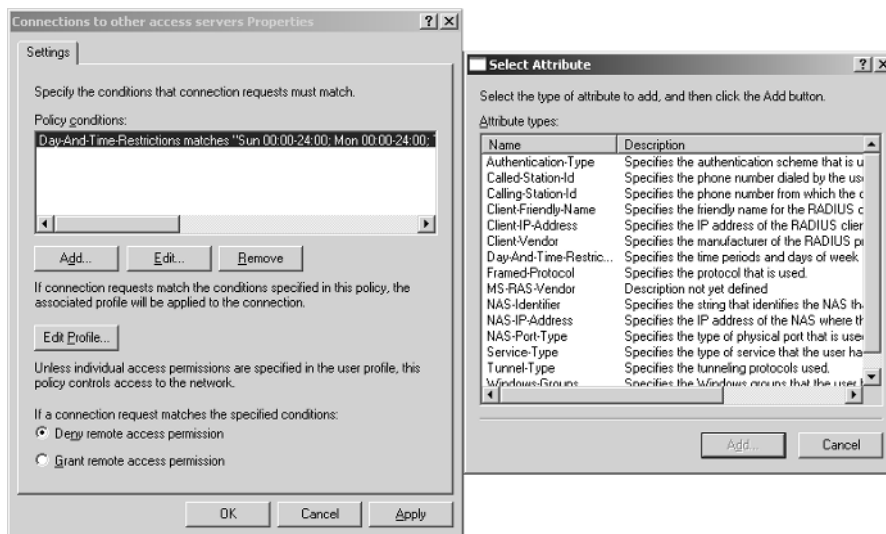 Connections to other access servers Properties
Settings
Specify the conditions that connection requests must match.
Policy conditions:
Day-And-Time-Restrictions matches "Sun 00:00-24:00; Mon 00:00-24:00;
Add...
Edit...
Remove
If connection requests match the conditions specified in this policy, the
associated profile will be applied to the connection.
Edit Profile...
Unless individual access permissions are specified in the user profile, this
policy controls access to the network.
If a connection request matches the specified conditions:
Deny remote access permission
Grant remote access permission
OK
Cancel
Apply
Select Attribute
Select the type of attribute to add, and then click the Add button.
Attribute types:
Name Description
Authentication-Type Specifies the authentication scheme that is u
Called-Station-Id Specifies the phone number dialed by the use
Calling-Station-Id Specifies the phone number from which the c
Client-Friendly-Name Specifies the friendly name for the RADIUS c
Client-IP-Address Specifies the IP address of the RADIUS clien
Client-Vendor Specifies the manufacturer of the RADIUS p
Day-And-Time-Restric... Specifies the time periods and days of week
Framed-Protocol Specifies the protocol that is used.
MS-RAS-Vendor Description not yet defined
NAS-Identifier Specifies the string that identifies the NAS th
NAS-IP-Address Specifies the IP address of the NAS where th
NAS-Port-Type Specifies the type of physical port that is used
Service-Type Specifies the type of service that the user ha
Tunnel-Type Specifies the tunneling protocols used.
Windows-Groups Specifies the Windows groups that the user
Add...
Cancel